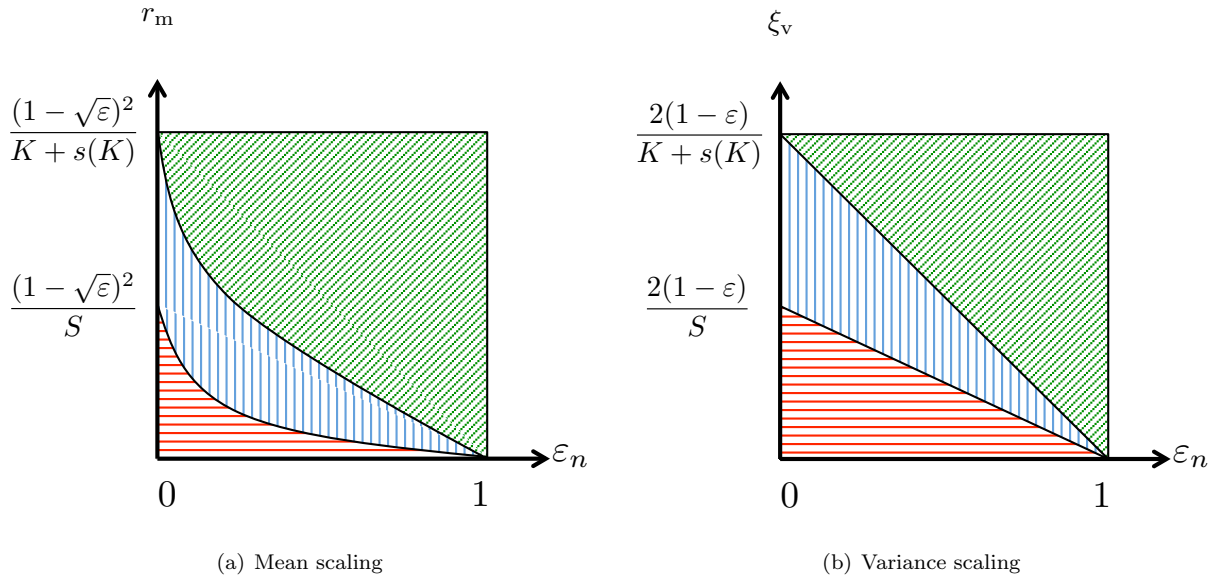 r_m
(1 - √ε)²
K + s(K)
(1 - √ε)²
S
0
1
ε_n
(a) Mean scaling
ξ_v
2(1 - ε)
K + s(K)
2(1 - ε)
S
0
1
ε_n
(b) Variance scaling